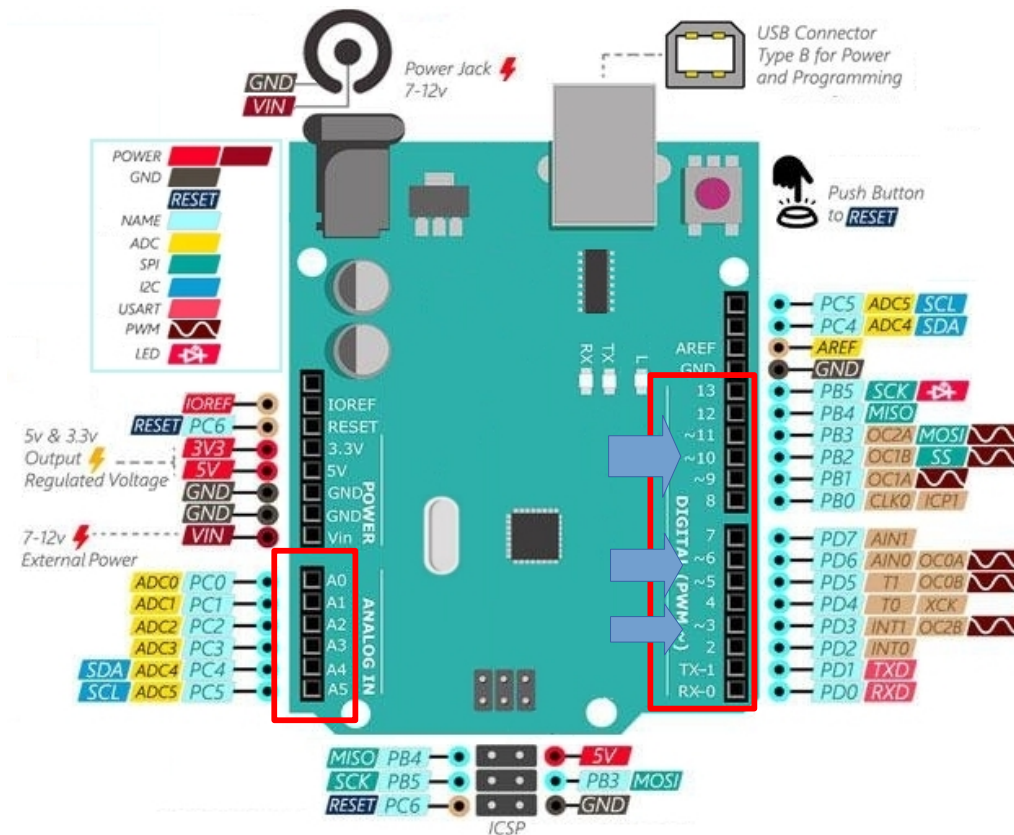 USB Connector
Type B for Power
and Programming
Power Jack
7-12v
GND
VIN
POWER
GND
RESET
NAME
ADC
SPI
I2C
USART
PWM
LED
Push Button
to RESET
RX TX L
IOREF
RESET PC6
5v & 3.3v
Output
Regulated Voltage
3V3
5V
GND
GND
7-12v
External Power
VIN
IOREF
RESET
3.3V
5V
GND
GND
Vin
POWER
ADC0 PC0
ADC1 PC1
ADC2 PC2
ADC3 PC3
SDA ADC4 PC4
SCL ADC5 PC5
A0
A1
A2
A3
A4
A5
ANALOG IN
AREF
GND
13
12
~11
~10
~9
8
7
~6
~5
4
~3
2
TX-1
RX-0
DIGITAL (PWM ~)
PC5 ADC5 SCL
PC4 ADC4 SDA
AREF
GND
PB5 SCK
PB4 MISO
PB3 OC2A MOSI
PB2 OC1B SS
PB1 OC1A
PB0 CLK0 ICP1
PD7 AIN1
PD6 AIN0 OC0A
PD5 T1 OC0B
PD4 T0 XCK
PD3 INT1 OC2B
PD2 INT0
PD1 TXD
PD0 RXD
MISO PB4 5V
SCK PB5 PB3 MOSI
RESET PC6 GND
ICSP